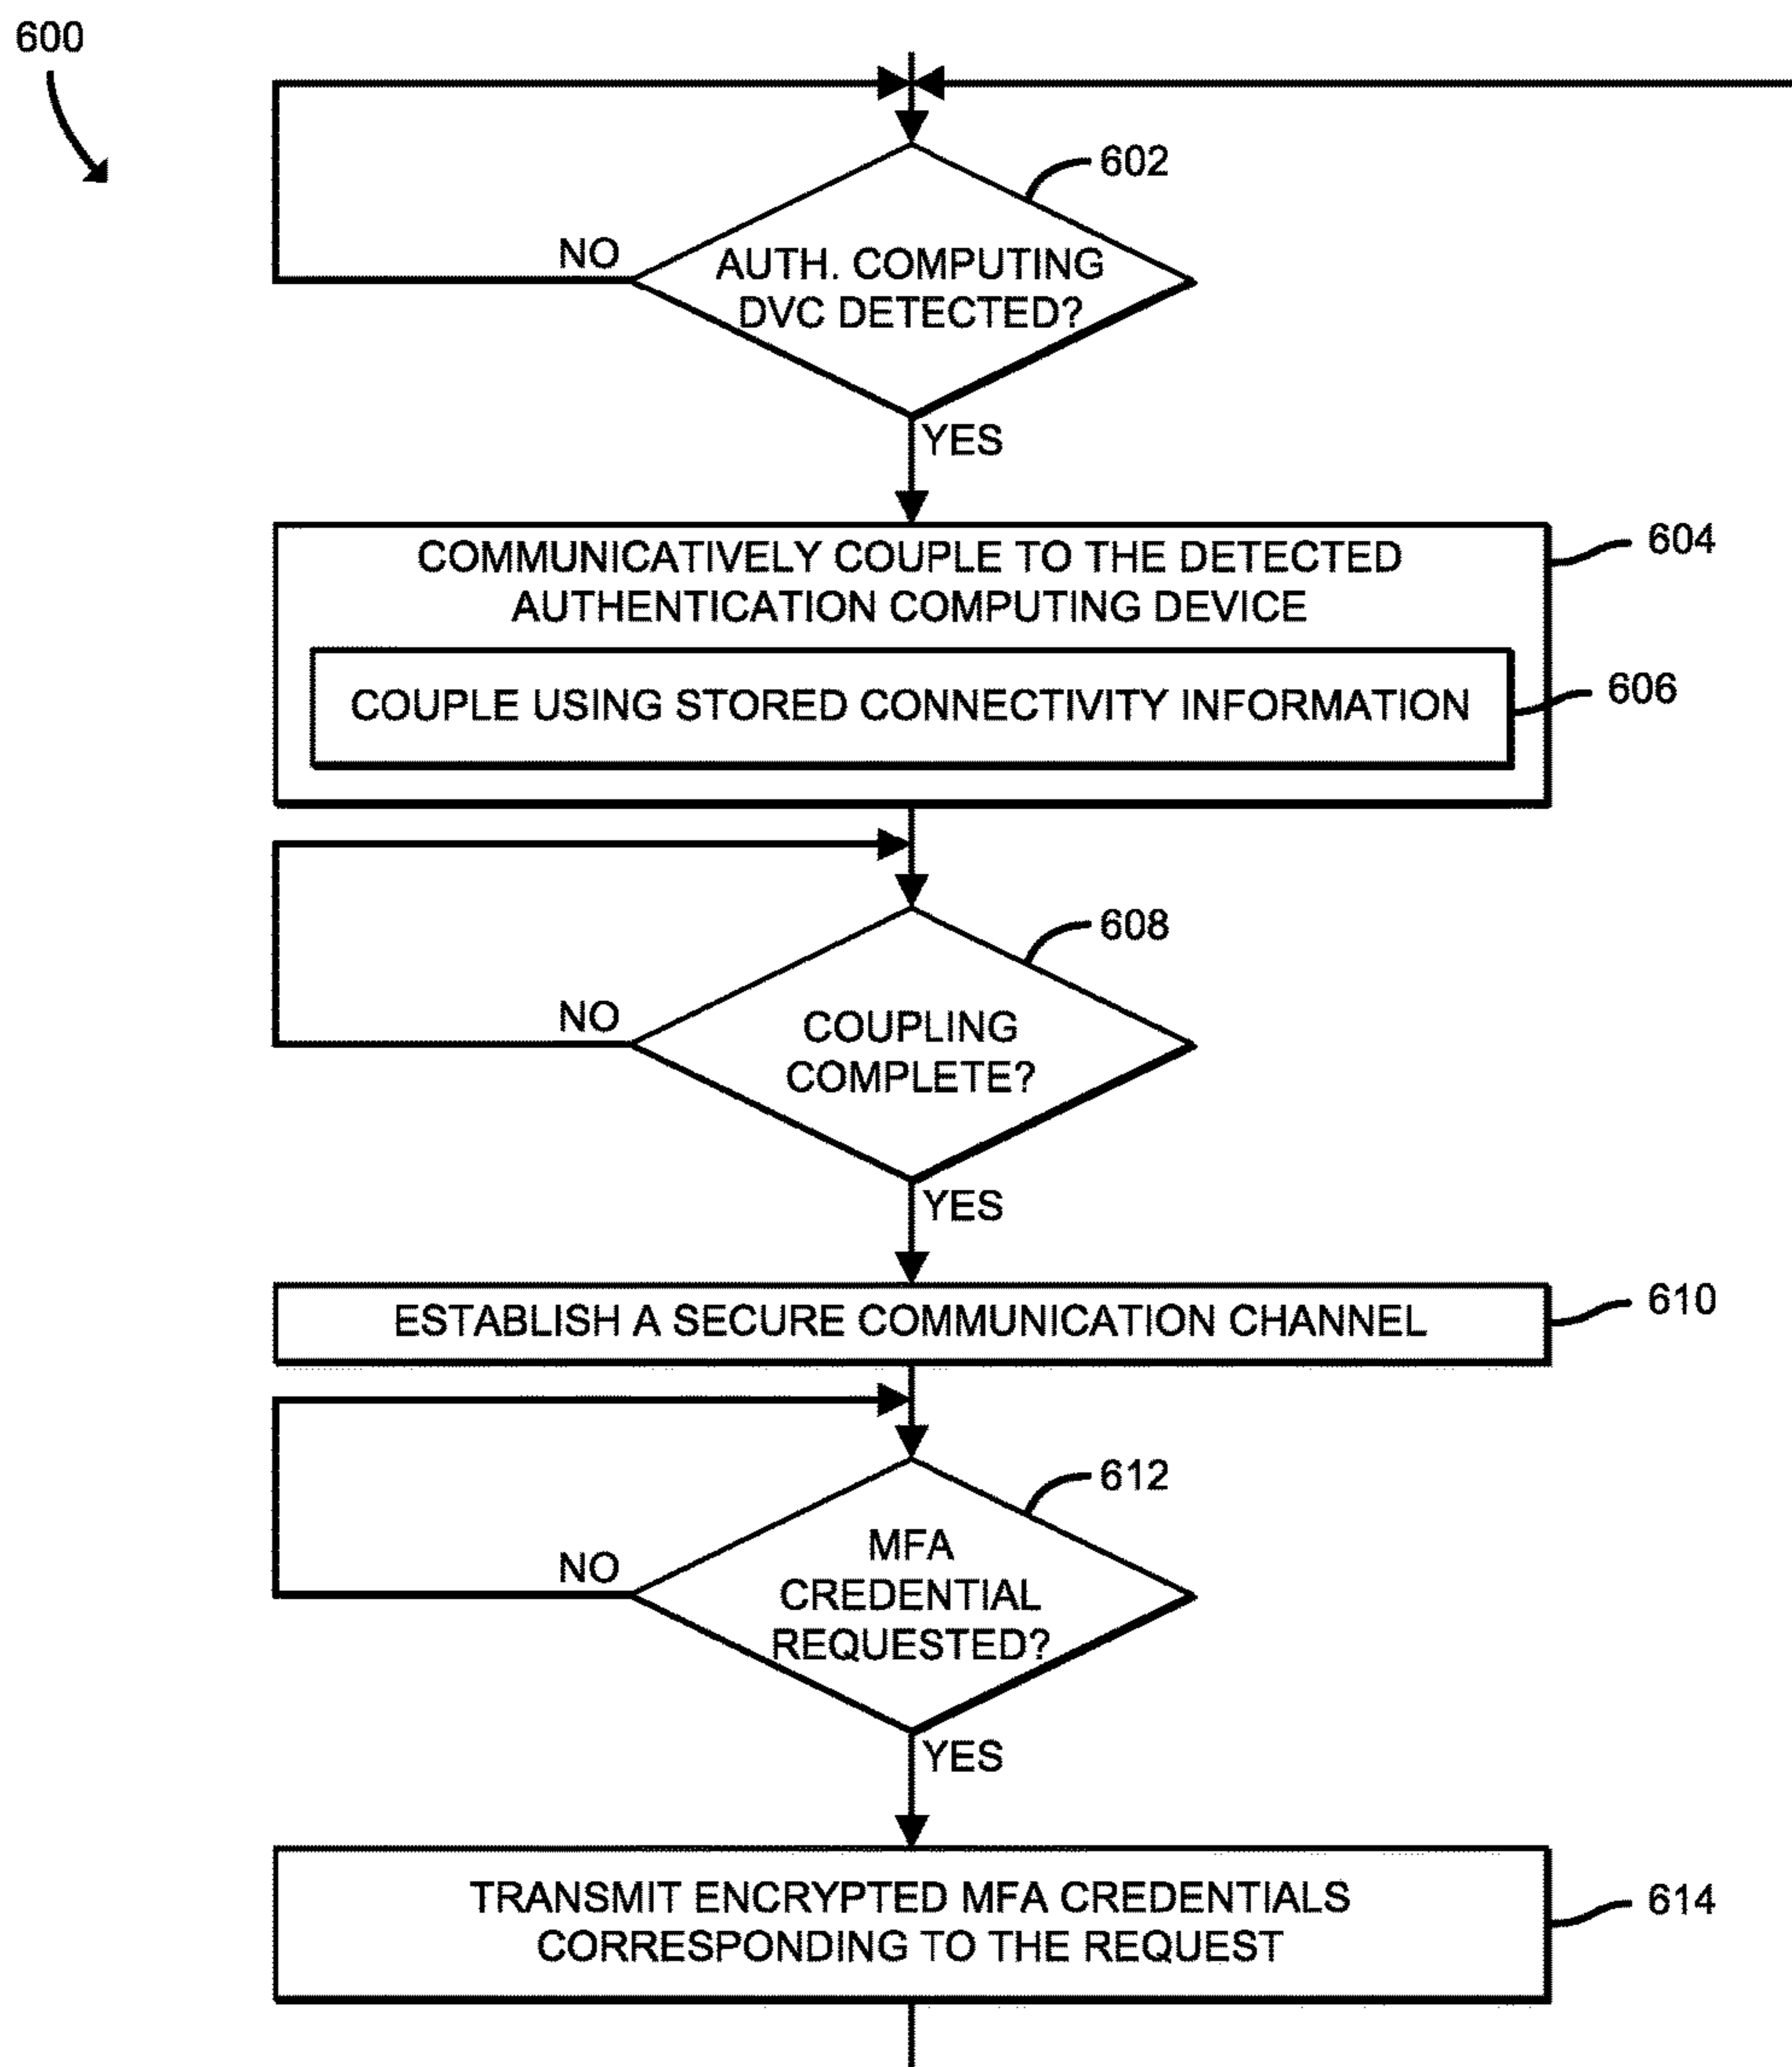 600
602
NO
AUTH. COMPUTING
DVC DETECTED?
YES
604
COMMUNICATIVELY COUPLE TO THE DETECTED
AUTHENTICATION COMPUTING DEVICE
606
COUPLE USING STORED CONNECTIVITY INFORMATION
608
NO
COUPLING
COMPLETE?
YES
610
ESTABLISH A SECURE COMMUNICATION CHANNEL
612
MFA
NO
CREDENTIAL
REQUESTED?
YES
TRANSMIT ENCRYPTED MFA CREDENTIALS
614
CORRESPONDING TO THE REQUEST